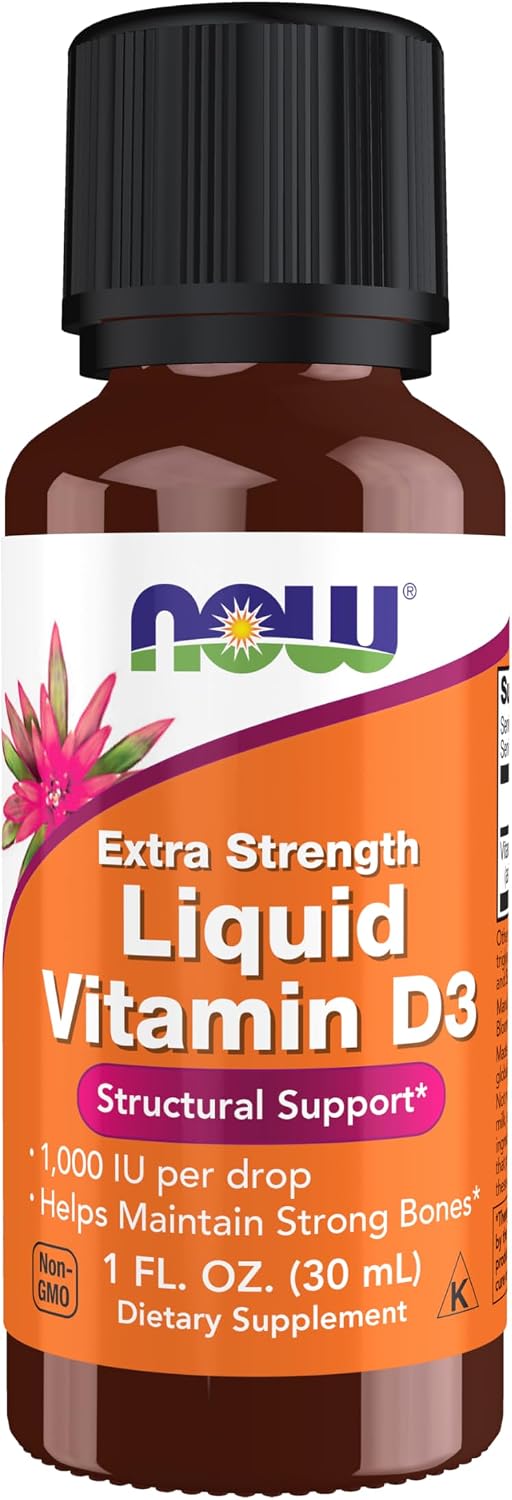 now®
Extra Strength
Liquid
Vitamin D3
Structural Support*
· 1,000 IU per drop
· Helps Maintain Strong Bones*
Non-
GMO
1 FL. OZ. (30 mL)
Dietary Supplement
K